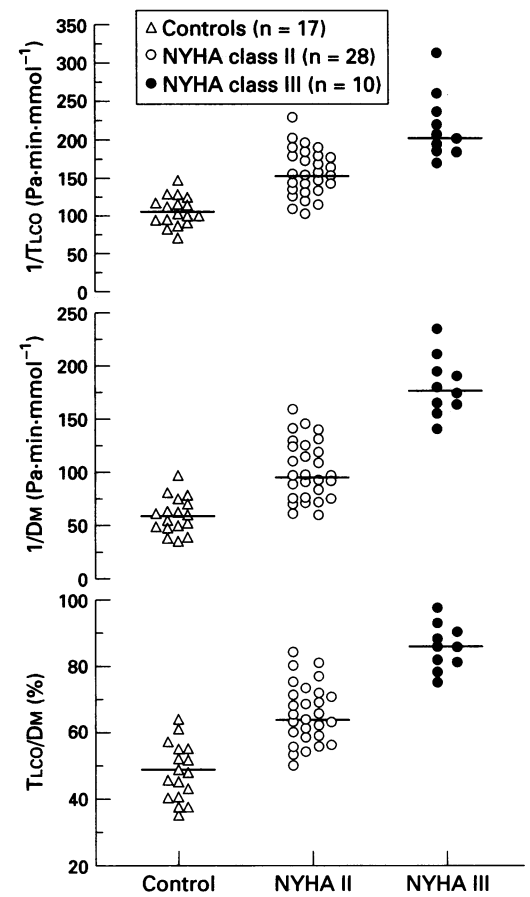 △ Controls (n = 17)
○ NYHA class II (n = 28)
● NYHA class III (n = 10)
1/TLCO (Pa·min·mmol⁻¹)
350
300
250
200
150
100
50
0
1/DM (Pa·min·mmol⁻¹)
250
200
150
100
50
0
TLCO/DM (%)
100
80
60
40
20
Control NYHA II NYHA III